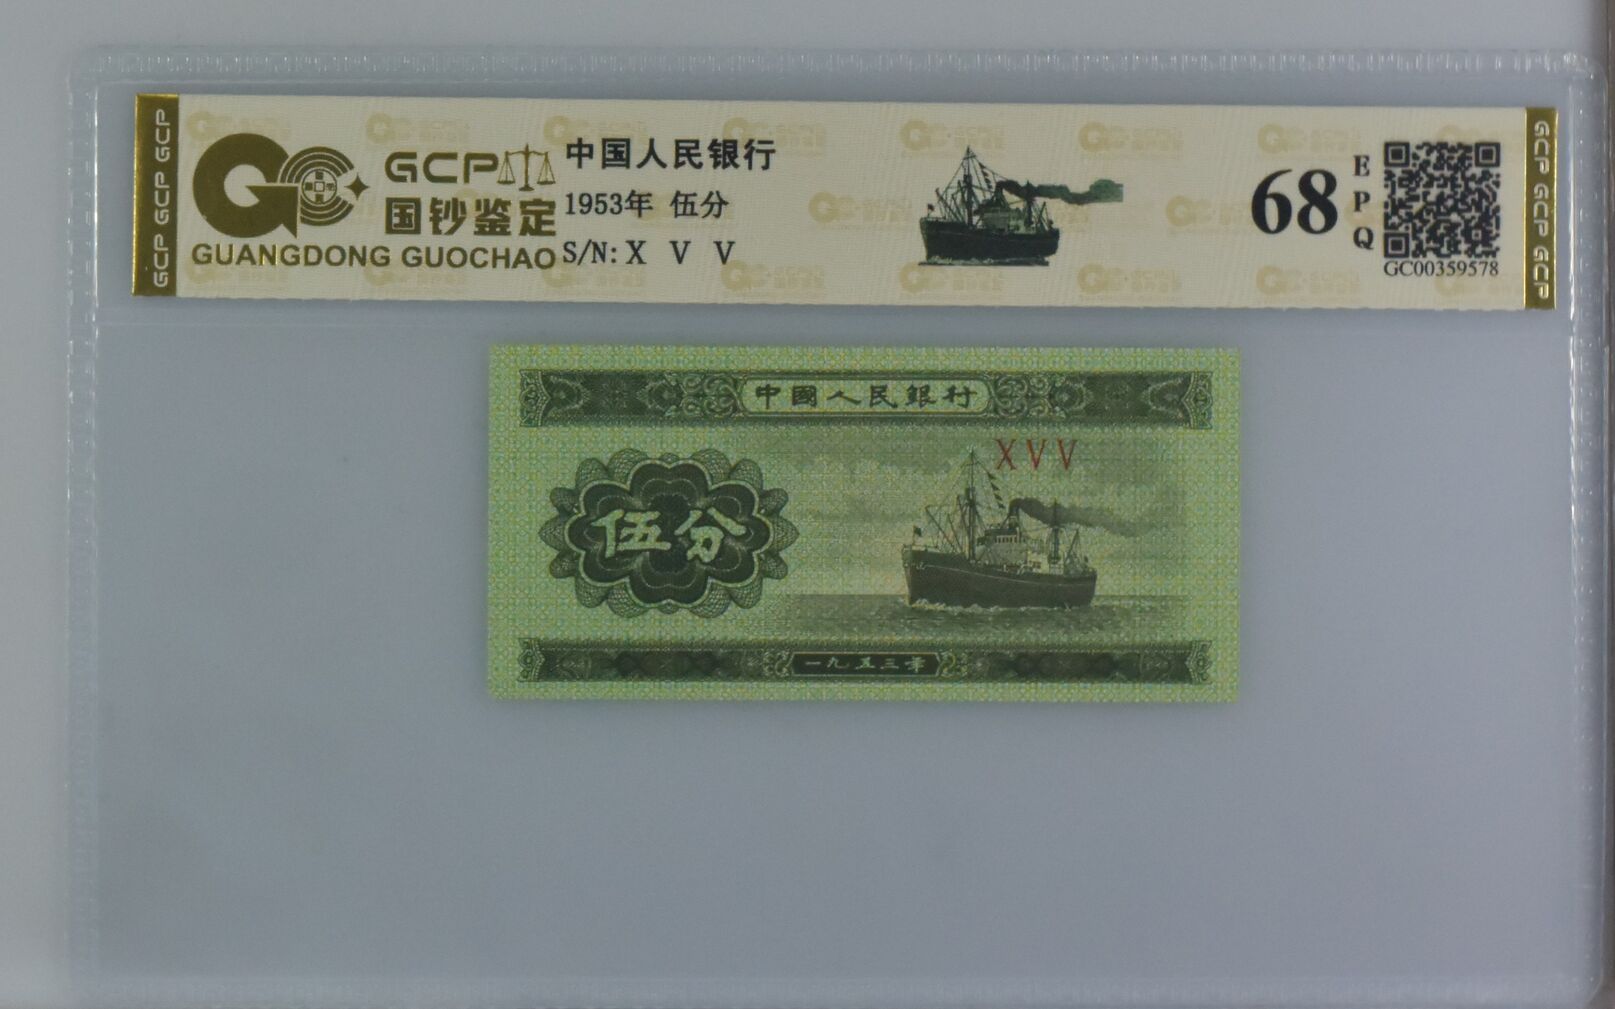 GCP GCP GCP
GCP
国钞鉴定
GUANGDONG GUOCHAO
中国人民银行
1953年 伍分
S/N: X V V
68
EPQ
GC00359578
GCP GCP GCP
中國人民銀行
XVV
伍分
一九五三年